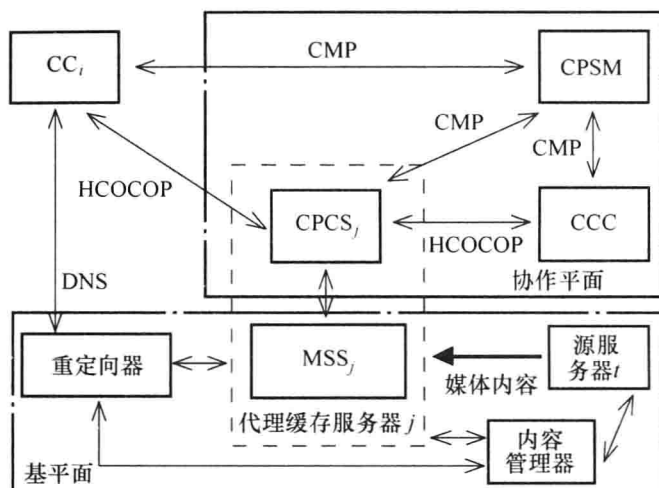 CMP
CCᵢ
CPSM
CMP
CMP
HCOCOP
CPCSⱼ
CCC
HCOCOP
协作平面
DNS
重定向器
MSSⱼ
源服
务器t
媒体内容
代理缓存服务器 j
内容
管理器
基平面